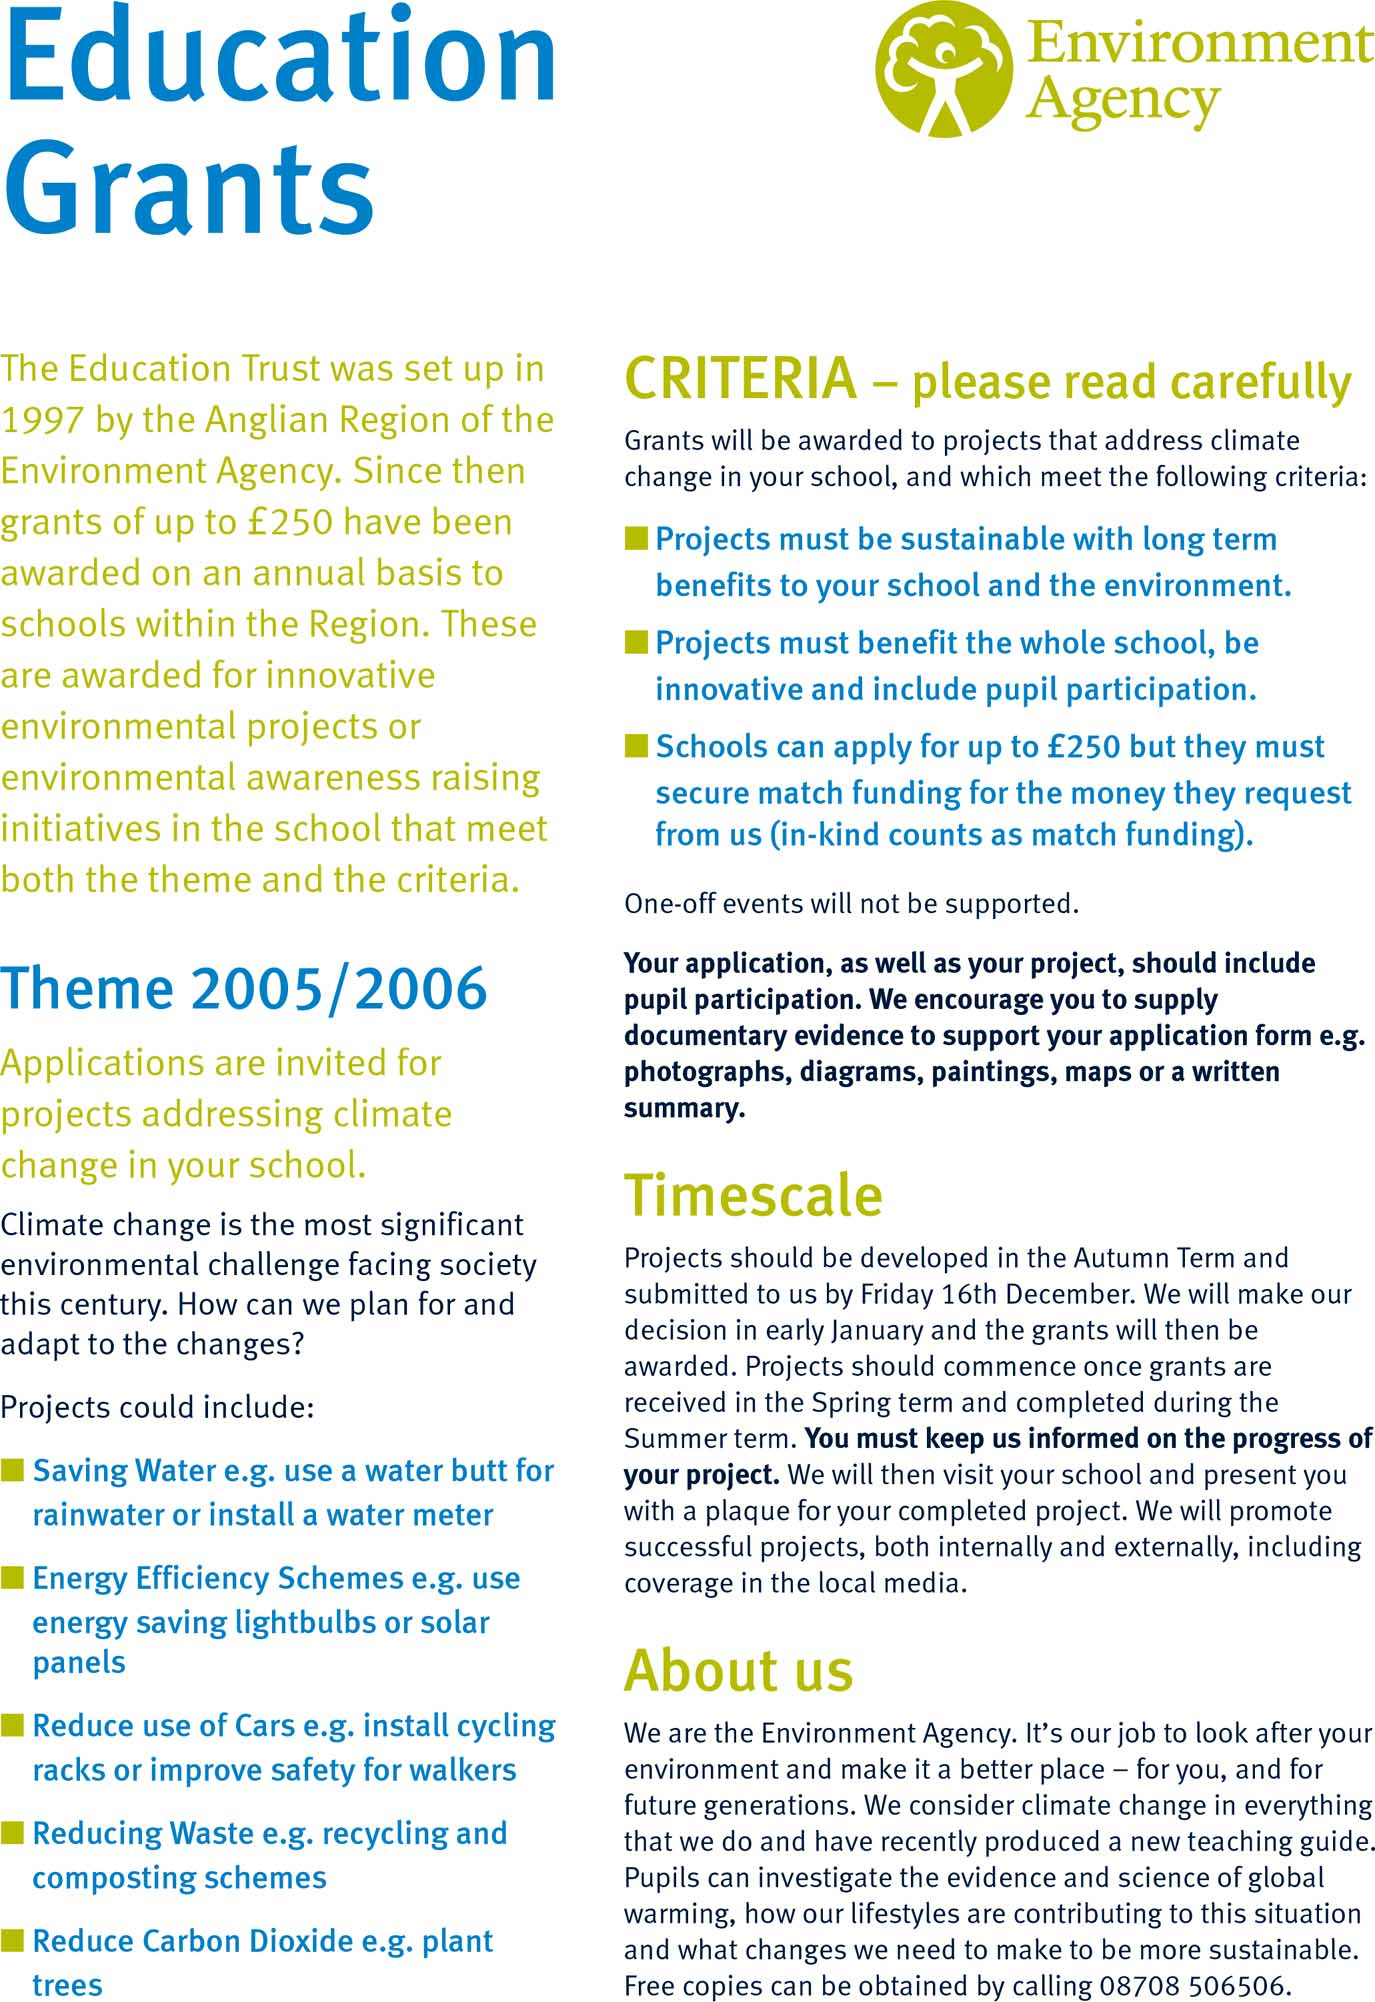 Education
Grants
Environment
Agency
The Education Trust was set up in
1997 by the Anglian Region of the
Environment Agency. Since then
grants of up to £250 have been
awarded on an annual basis to
schools within the Region. These
are awarded for innovative
environmental projects or
environmental awareness raising
initiatives in the school that meet
both the theme and the criteria.
Theme 2005/2006
Applications are invited for
projects addressing climate
change in your school.
Climate change is the most significant
environmental challenge facing society
this century. How can we plan for and
adapt to the changes?
Projects could include:
■ Saving Water e.g. use a water butt for
rainwater or install a water meter
■ Energy Efficiency Schemes e.g. use
energy saving lightbulbs or solar
panels
■ Reduce use of Cars e.g. install cycling
racks or improve safety for walkers
■ Reducing Waste e.g. recycling and
composting schemes
■ Reduce Carbon Dioxide e.g. plant
trees
CRITERIA – please read carefully
Grants will be awarded to projects that address climate
change in your school, and which meet the following criteria:
■ Projects must be sustainable with long term
benefits to your school and the environment.
■ Projects must benefit the whole school, be
innovative and include pupil participation.
■ Schools can apply for up to £250 but they must
secure match funding for the money they request
from us (in-kind counts as match funding).
One-off events will not be supported.
Your application, as well as your project, should include
pupil participation. We encourage you to supply
documentary evidence to support your application form e.g.
photographs, diagrams, paintings, maps or a written
summary.
Timescale
Projects should be developed in the Autumn Term and
submitted to us by Friday 16th December. We will make our
decision in early January and the grants will then be
awarded. Projects should commence once grants are
received in the Spring term and completed during the
Summer term. You must keep us informed on the progress of
your project. We will then visit your school and present you
with a plaque for your completed project. We will promote
successful projects, both internally and externally, including
coverage in the local media.
About us
We are the Environment Agency. It’s our job to look after your
environment and make it a better place – for you, and for
future generations. We consider climate change in everything
that we do and have recently produced a new teaching guide.
Pupils can investigate the evidence and science of global
warming, how our lifestyles are contributing to this situation
and what changes we need to make to be more sustainable.
Free copies can be obtained by calling 08708 506506.